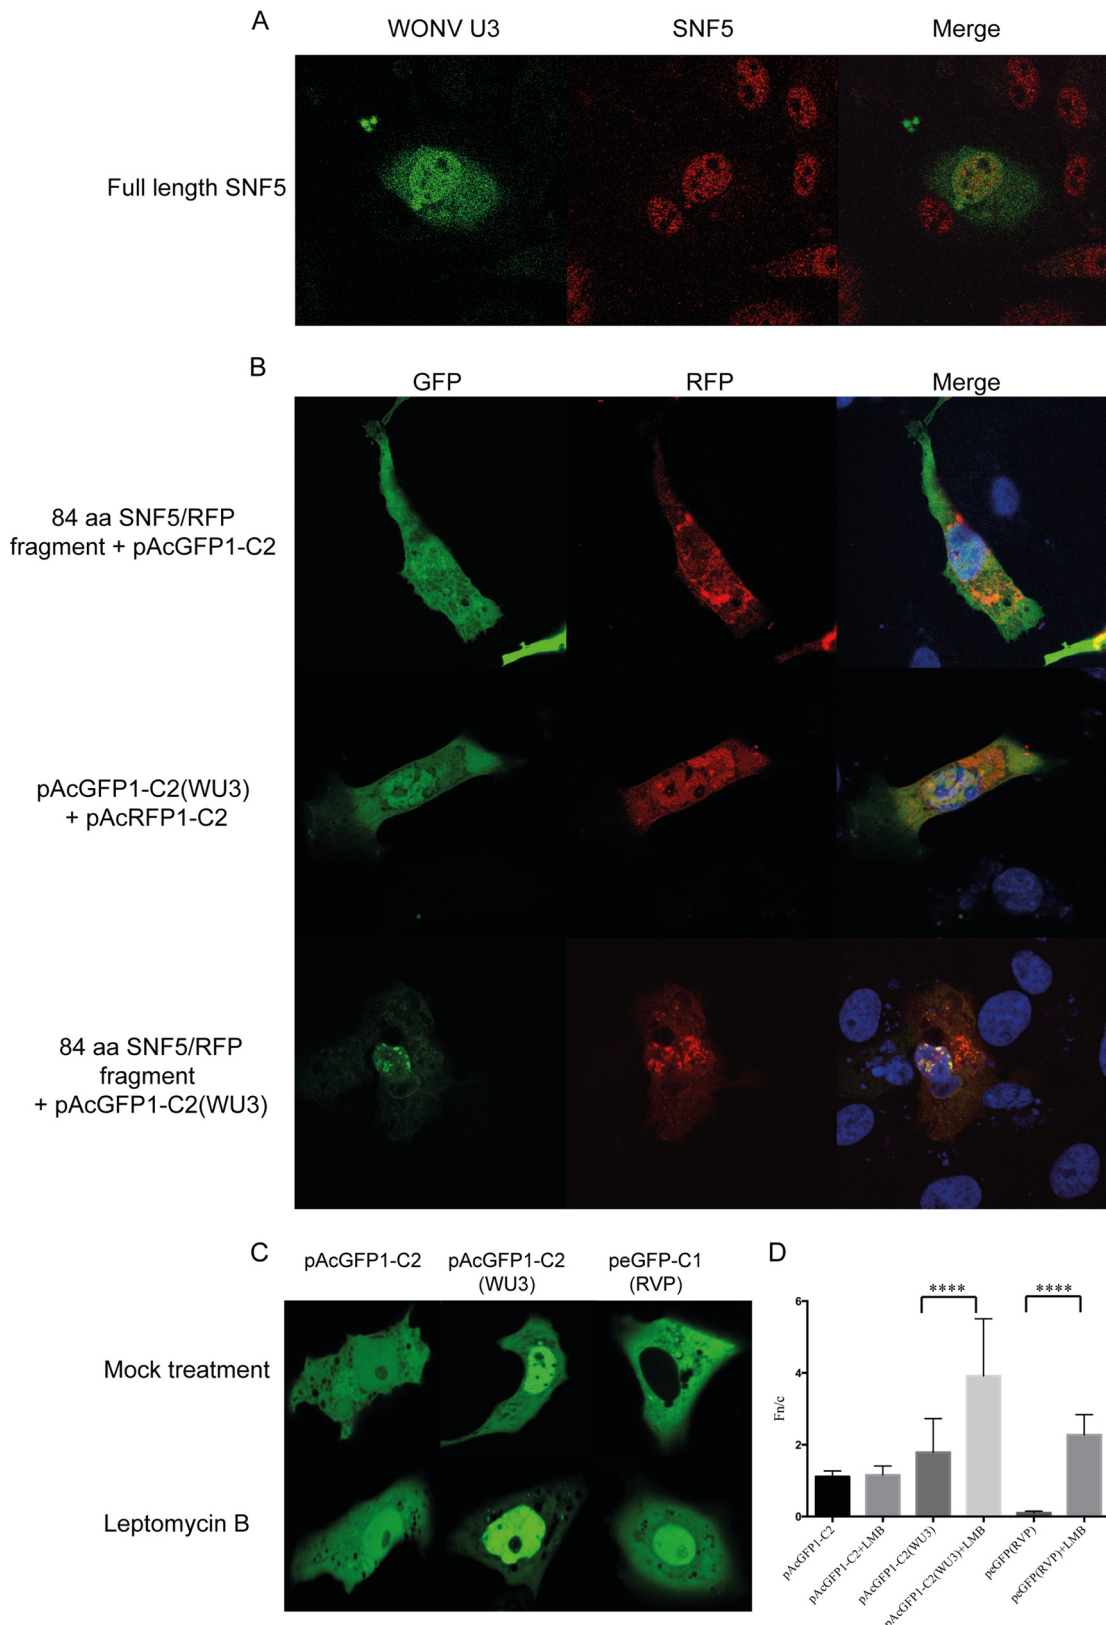 A
WONV U3
SNF5
Merge
Full length SNF5
B
GFP
RFP
Merge
84 aa SNF5/RFP
fragment + pAcGFP1-C2
pAcGFP1-C2(WU3)
+ pAcRFP1-C2
84 aa SNF5/RFP
fragment
+ pAcGFP1-C2(WU3)
C
pAcGFP1-C2
pAcGFP1-C2
(WU3)
peGFP-C1
(RVP)
Mock treatment
Leptomycin B
D
****
****
6
4
2
0
Fn/c
pAcGFP1-C2
pAcGFP1-C2+LMB
pAcGFP1-C2(WU3)
pAcGFP1-C2(WU3)+LMB
peGFP(RVP)
peGFP(RVP)+LMB